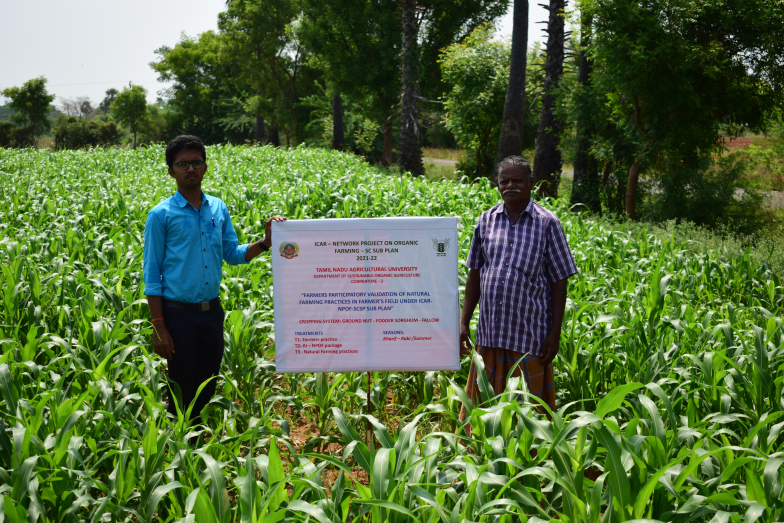 ICAR – NETWORK PROJECT ON ORGANIC
FARMING – SC SUB PLAN
2021-22
TAMIL NADU AGRICULTURAL UNIVERSITY
DEPARTMENT OF SUSTAINABLE ORGANIC AGRICULTURE
COIMBATORE - 3
"FARMERS PARTICIPATORY VALIDATION OF NATURAL
FARMING PRACTICES IN FARMER'S FIELD UNDER ICAR-
NPOF-SCSP SUB PLAN"
CROPPING SYSTEM: GROUND NUT - FODDER SORGHUM - FALLOW
TREATMENTS
T1: Farmers practice
T2: AI – NPOF package
T3 : Natural Farming practices
SEASONS:
Kharif – Rabi /Summer